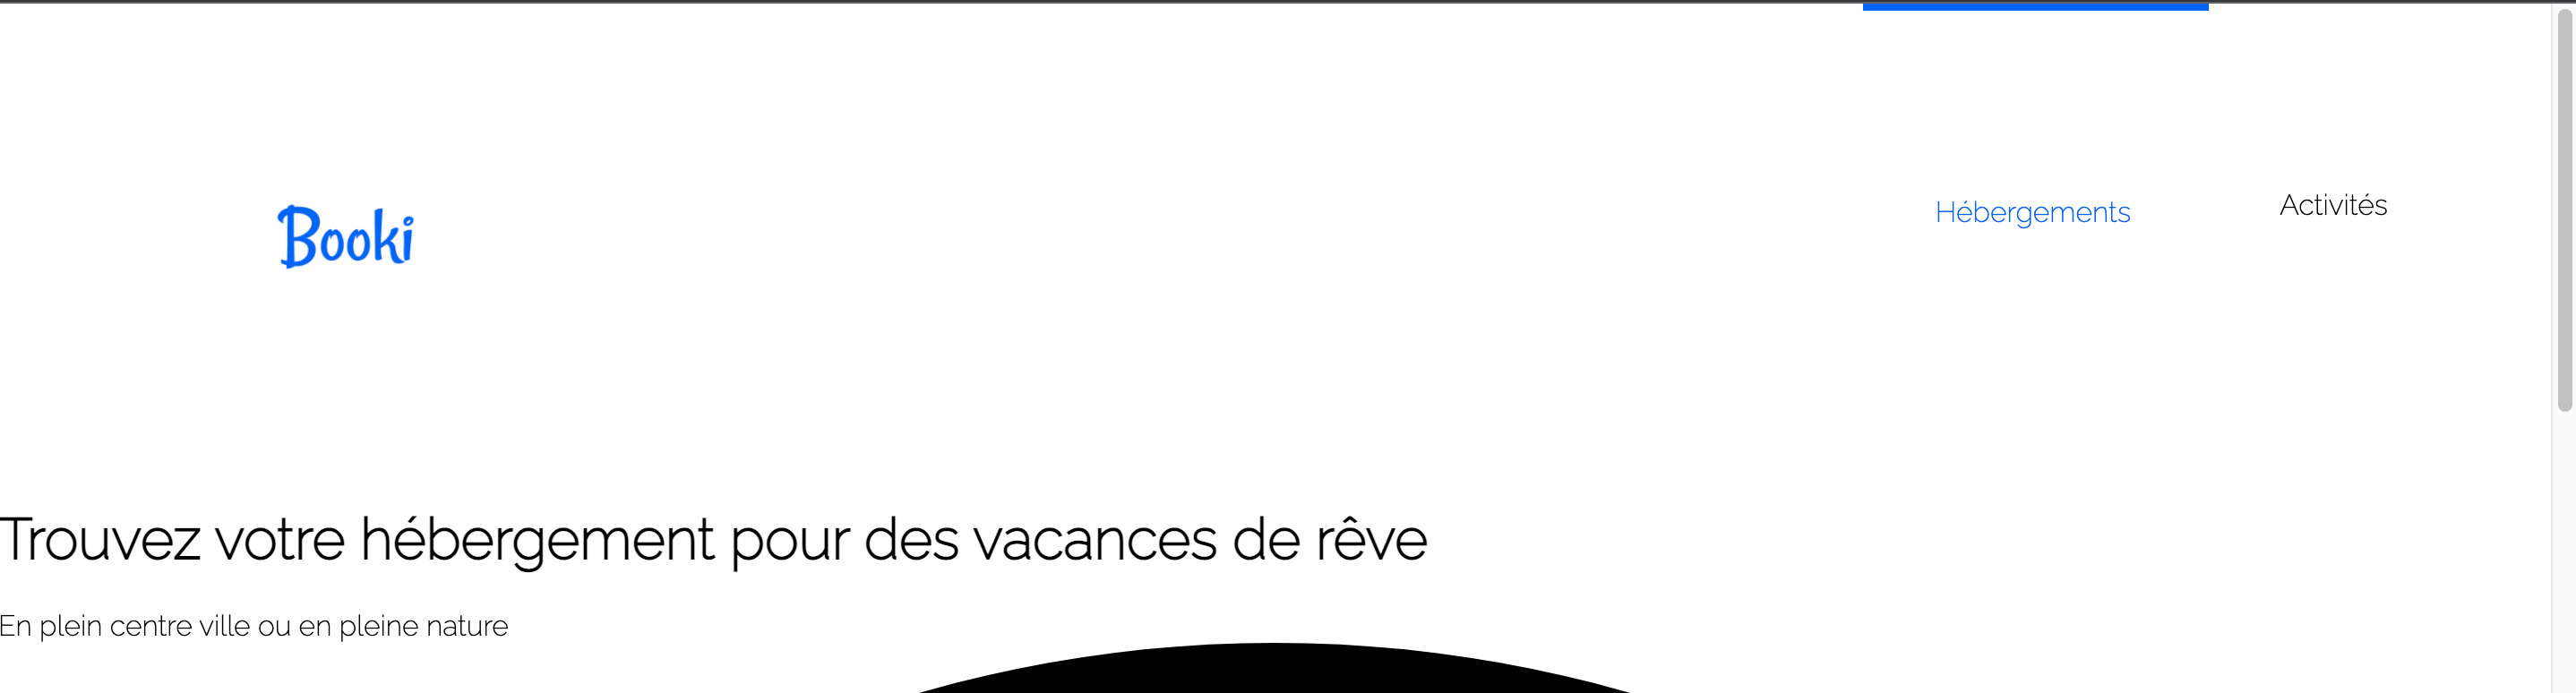 Booki
Hébergements
Activités
Trouvez votre hébergement pour des vacances de rêve
En plein centre ville ou en pleine nature